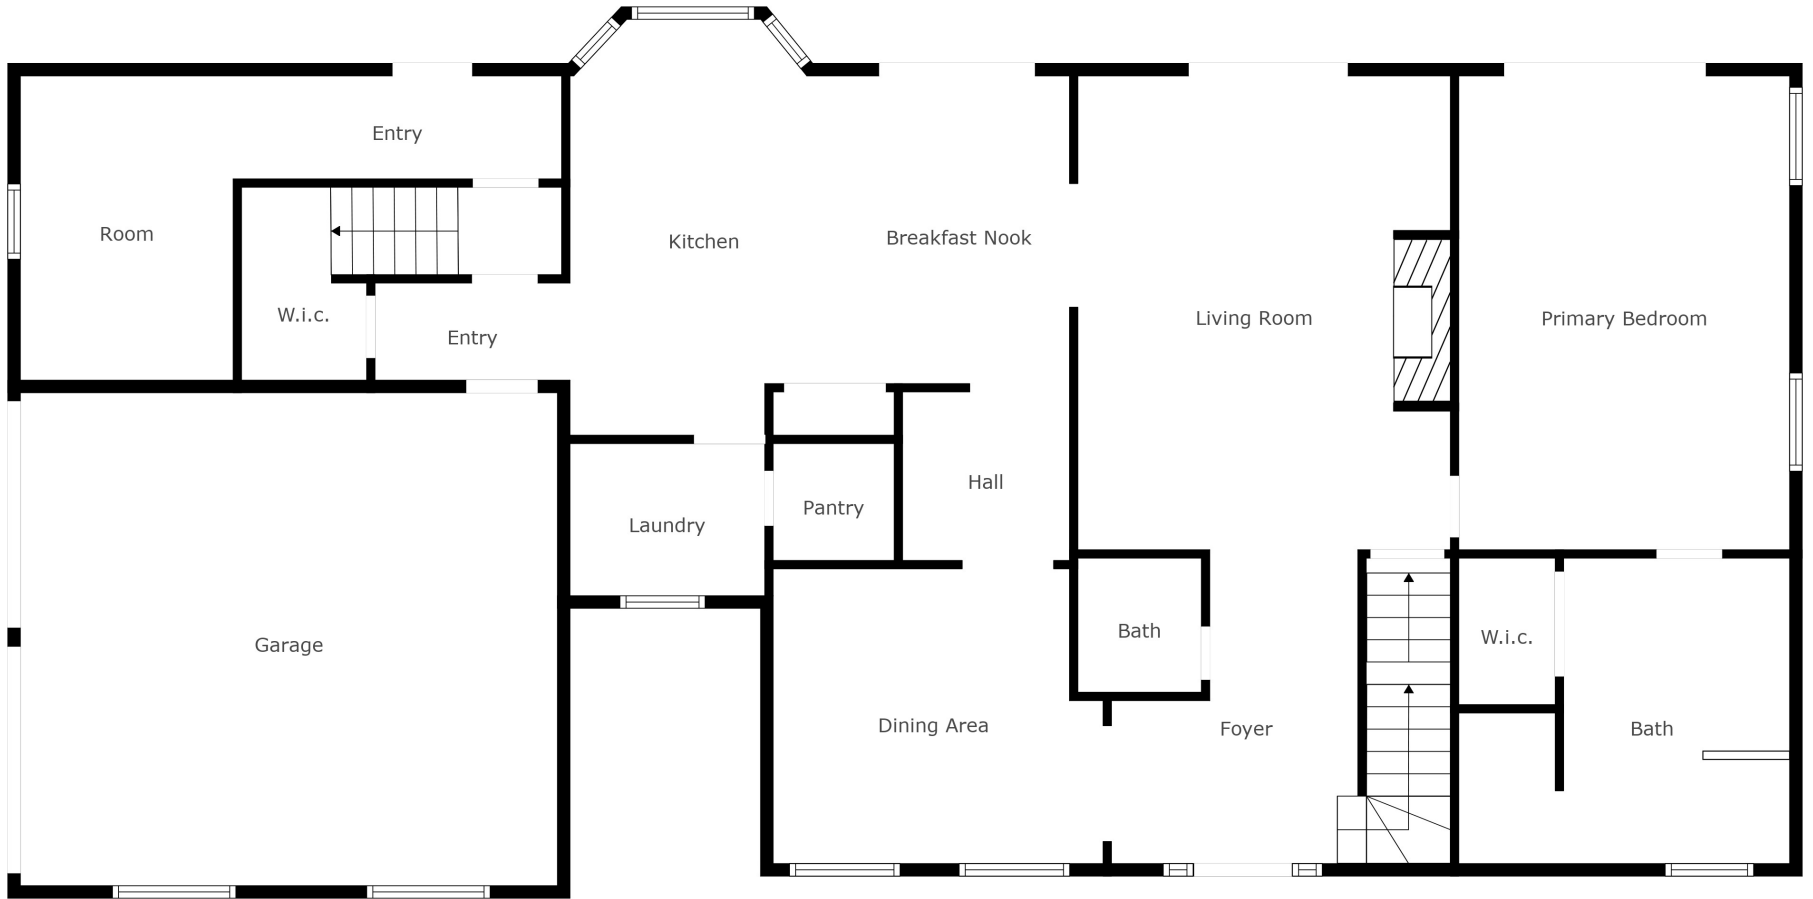 Entry
Room
Kitchen
Breakfast Nook
W.i.c.
Entry
Living Room
Primary Bedroom
Hall
Pantry
Laundry
Garage
Bath
W.i.c.
Dining Area
Foyer
Bath